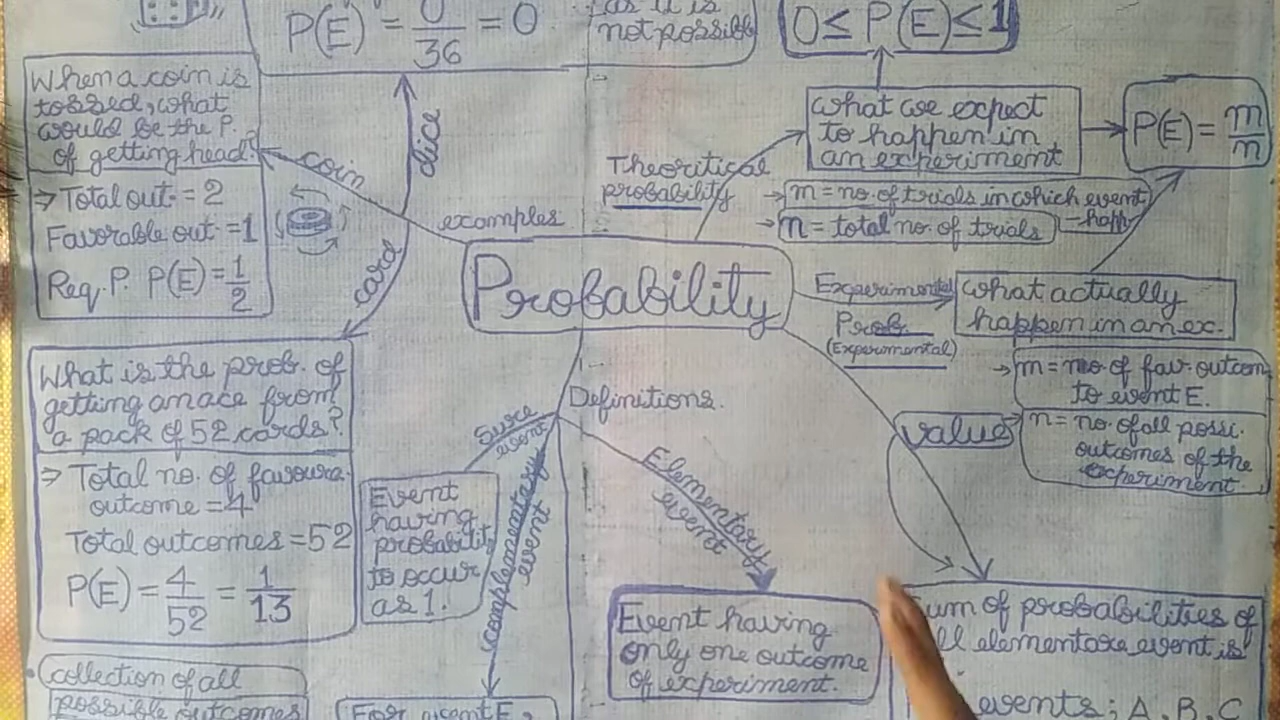 P(E) = 0/36 = 0
as it is
not possible
0 ≤ P(E) ≤ 1
When a coin is
tossed, what
would be the P.
of getting head?
⇒ Total out = 2
Favorable out = 1
Req. P. P(E) = 1/2
coin
dice
card
examples
Theoritical
probability
what we expect
to happen in
an experiment
P(E) = m/n
→ m = no. of trials in which event
happ
→ n = total no. of trials
Probability
Experimental
Prob.
(Experimental)
what actually
happen in an ex.
→ m = no. of fav. outcom
to event E.
n = no. of all possi.
outcomes of the
experiment
value
What is the prob. of
getting an ace from
a pack of 52 cards?
⇒ Total no. of favoura
outcome = 4
Total outcomes = 52
P(E) = 4/52 = 1/13
Definitions.
Sure
event
Event
having
probability
to occur
as 1.
complementary
event
Elementary
event
Event having
only one outcome
of experiment.
um of probabilities of
ll elementare event is
events; A, B, C
Collection of all
possible outcomes
For event E,